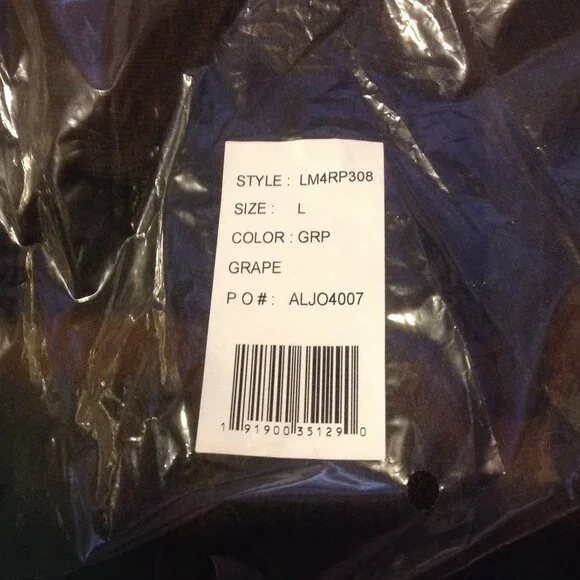 STYLE : LM4RP308
SIZE : L
COLOR : GRP
GRAPE
P O # : ALJO4007
1 91900 35129 0